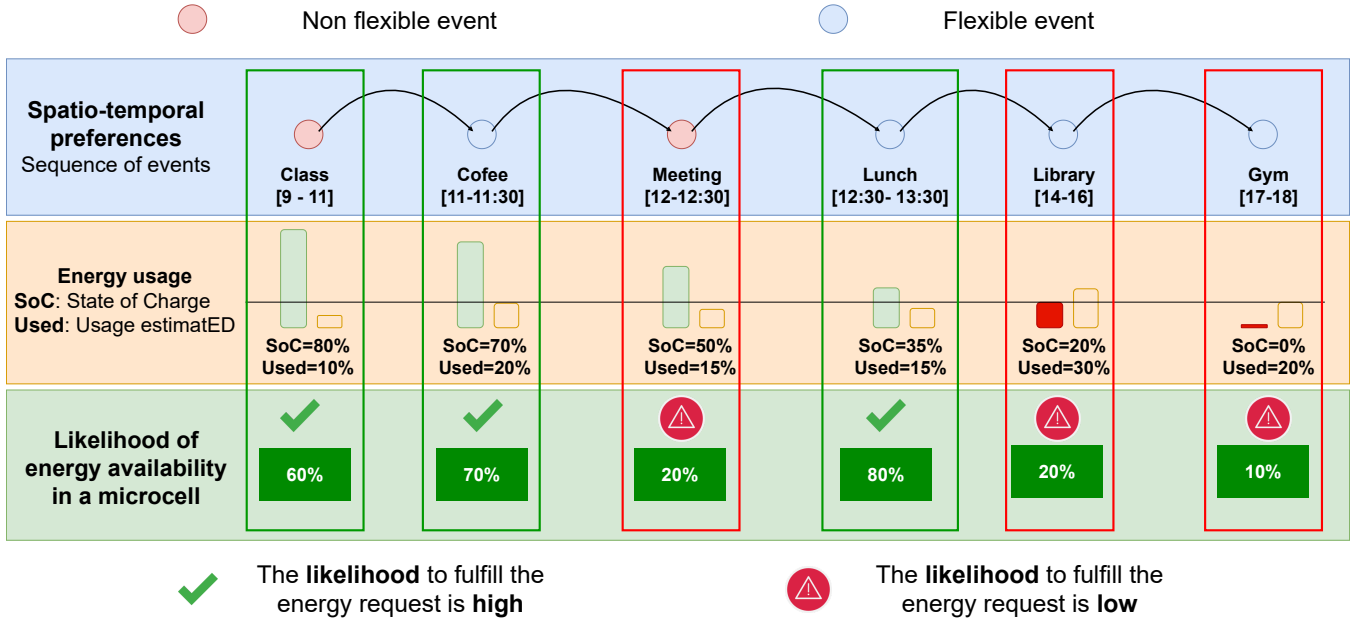 Non flexible event
Flexible event
Spatio-temporal
preferences
Sequence of events
Class
[9 - 11]
Cofee
[11-11:30]
Meeting
[12-12:30]
Lunch
[12:30- 13:30]
Library
[14-16]
Gym
[17-18]
Energy usage
SoC: State of Charge
Used: Usage estimatED
SoC=80%
Used=10%
SoC=70%
Used=20%
SoC=50%
Used=15%
SoC=35%
Used=15%
SoC=20%
Used=30%
SoC=0%
Used=20%
Likelihood of
energy availability
in a microcell
60%
70%
20%
80%
20%
10%
The likelihood to fulfill the
energy request is high
The likelihood to fulfill the
energy request is low